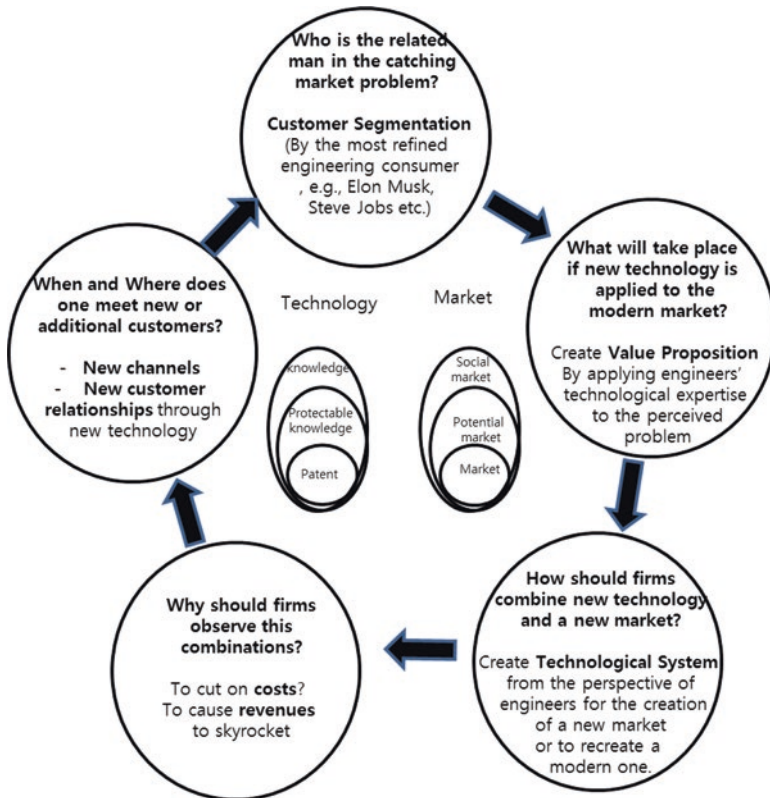 Who is the related
man in the catching
market problem?
Customer Segmentation
(By the most refined
engineering consumer
, e.g., Elon Musk,
Steve Jobs etc.)
What will take place
if new technology is
applied to the
modern market?
Create Value Proposition
By applying engineers'
technological expertise
to the perceived
problem
How should firms
combine new technology
and a new market?
Create Technological System
from the perspective of
engineers for the creation
of a new market
or to recreate a
modern one.
Why should firms
observe this
combinations?
To cut on costs?
To cause revenues
to skyrocket
When and Where does
one meet new or
additional customers?
- New channels
- New customer
relationships through
new technology
Technology
knowledge
Protectable
knowledge
Patent
Market
Social
market
Potential
market
Market